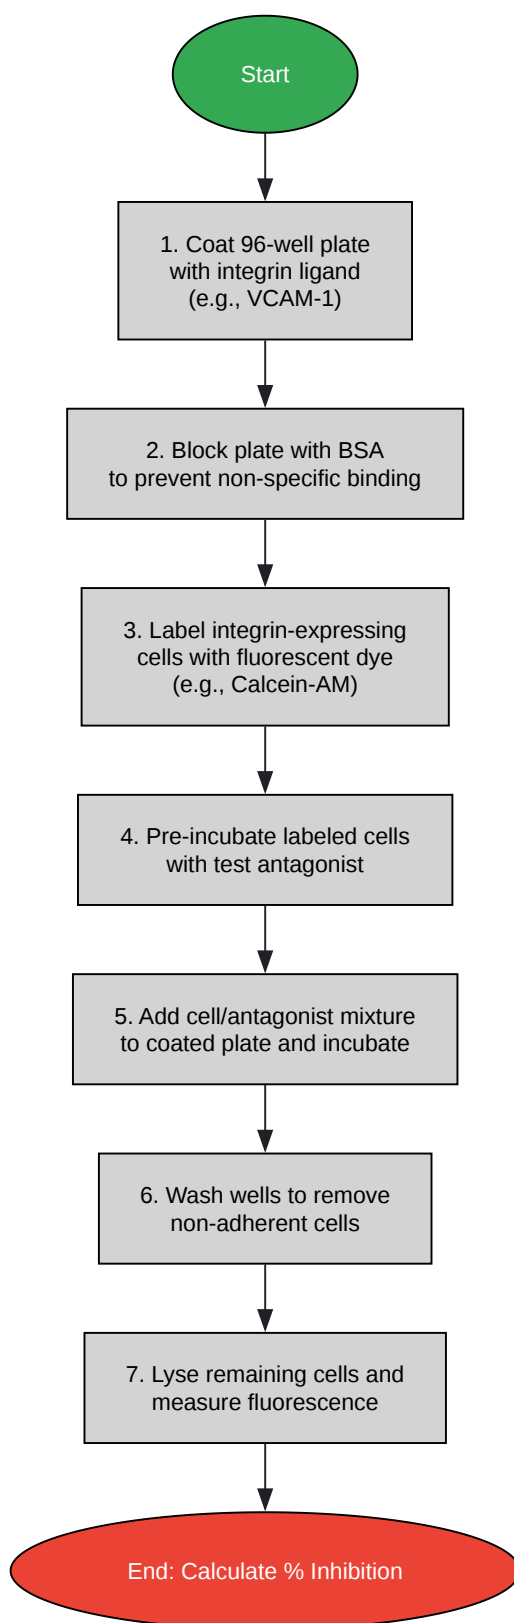 Start
1. Coat 96-well plate
with integrin ligand
(e.g., VCAM-1)
2. Block plate with BSA
to prevent non-specific binding
3. Label integrin-expressing
cells with fluorescent dye
(e.g., Calcein-AM)
4. Pre-incubate labeled cells
with test antagonist
5. Add cell/antagonist mixture
to coated plate and incubate
6. Wash wells to remove
non-adherent cells
7. Lyse remaining cells and
measure fluorescence
End: Calculate % Inhibition